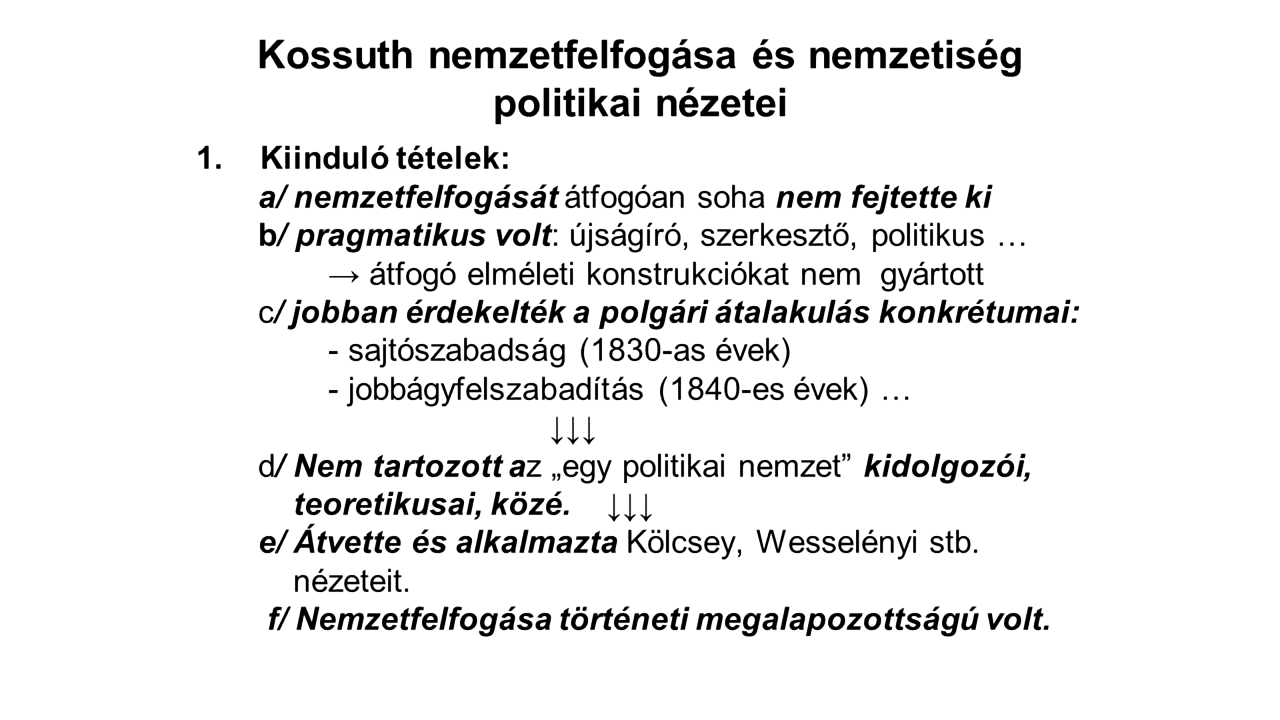 Kossuth nemzetfelfogása és nemzetiség
politikai nézetei
1. Kiinduló tételek:
a/ nemzetfelfogását átfogóan soha nem fejtette ki
b/ pragmatikus volt: újságíró, szerkesztő, politikus …
→ átfogó elméleti konstrukciókat nem gyártott
c/ jobban érdekelték a polgári átalakulás konkrétumai:
- sajtószabadság (1830-as évek)
- jobbágyfelszabadítás (1840-es évek) …
↓↓↓
d/ Nem tartozott az „egy politikai nemzet” kidolgozói,
teoretikusai, közé. ↓↓↓
e/ Átvette és alkalmazta Kölcsey, Wesselényi stb.
nézeteit.
f/ Nemzetfelfogása történeti megalapozottságú volt.